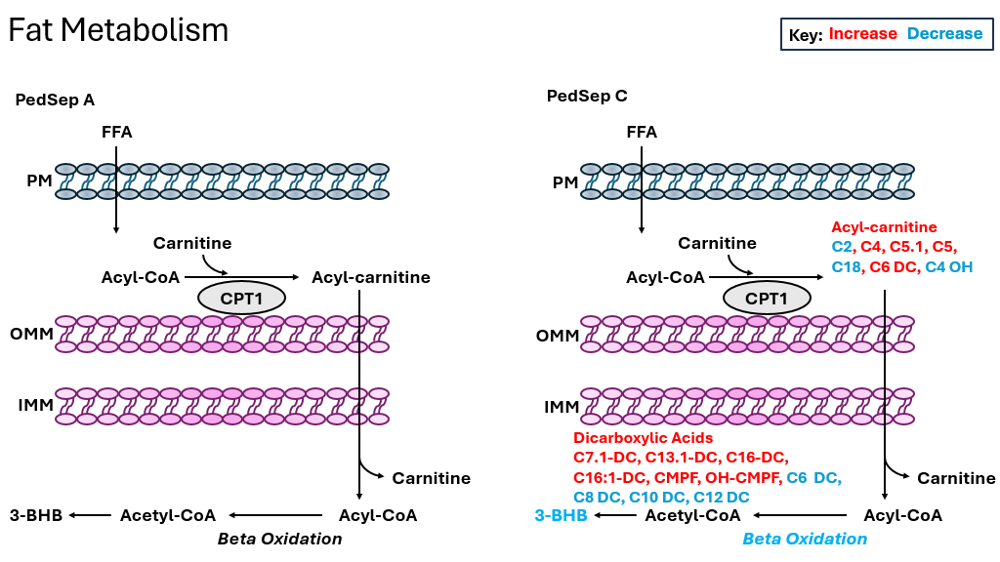 Fat Metabolism
Key: Increase Decrease
PedSep A
FFA
PM
Carnitine
Acyl-CoA
Acyl-carnitine
CPT1
OMM
IMM
Carnitine
3-BHB
Acetyl-CoA
Acyl-CoA
Beta Oxidation
PedSep C
FFA
PM
Carnitine
Acyl-carnitine
C2, C4, C5.1, C5,
C18, C6 DC, C4 OH
Acyl-CoA
CPT1
OMM
IMM
Dicarboxylic Acids
C7.1-DC, C13.1-DC, C16-DC,
C16:1-DC, CMPF, OH-CMPF, C6 DC,
C8 DC, C10 DC, C12 DC
Carnitine
3-BHB
Acetyl-CoA
Acyl-CoA
Beta Oxidation